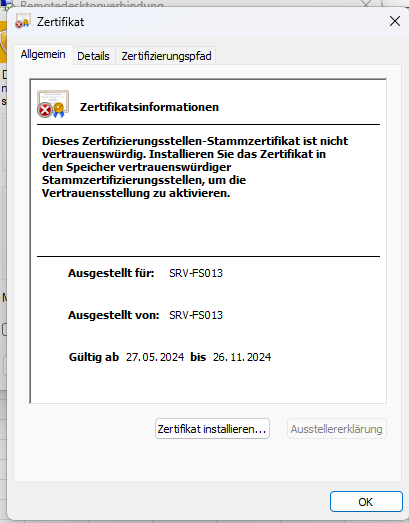 Remotedesktopverbindung
Zertifikat
Allgemein
Details
Zertifizierungspfad
Zertifikatsinformationen
Dieses Zertifizierungsstellen-Stammzertifikat ist nicht
vertrauenswürdig. Installieren Sie das Zertifikat in
den Speicher vertrauenswürdiger
Stammzertifizierungsstellen, um die
Vertrauensstellung zu aktivieren.
Ausgestellt für: SRV-FS013
Ausgestellt von: SRV-FS013
Gültig ab 27.05.2024 bis 26.11.2024
Zertifikat installieren...
Ausstellererklärung
OK